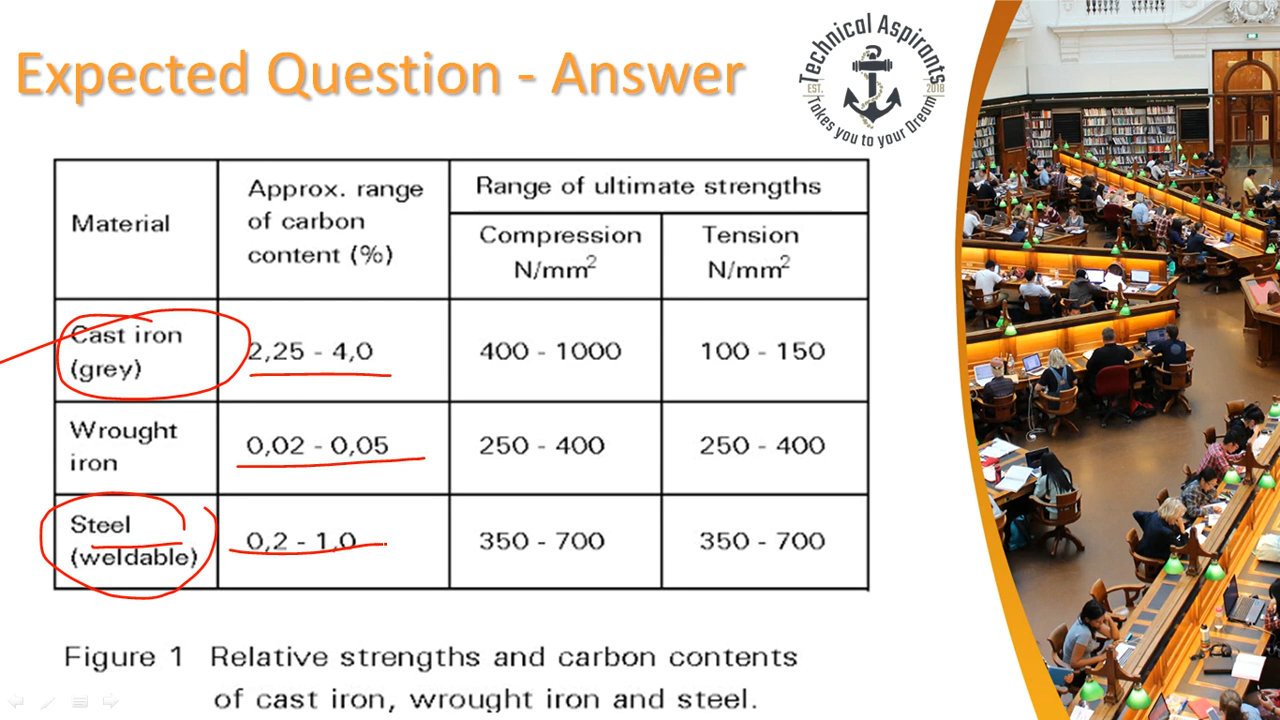 Expected Question - Answer
Technical Aspirants
EST. 2018
Takes you to your Dream
Material
Approx. range
of carbon
content (%)
Range of ultimate strengths
Compression
N/mm²
Tension
N/mm²
Cast iron
(grey)
2,25 - 4,0
400 - 1000
100 - 150
Wrought
iron
0,02 - 0,05
250 - 400
250 - 400
Steel
(weldable)
0,2 - 1,0
350 - 700
350 - 700
Figure 1 Relative strengths and carbon contents
of cast iron, wrought iron and steel.